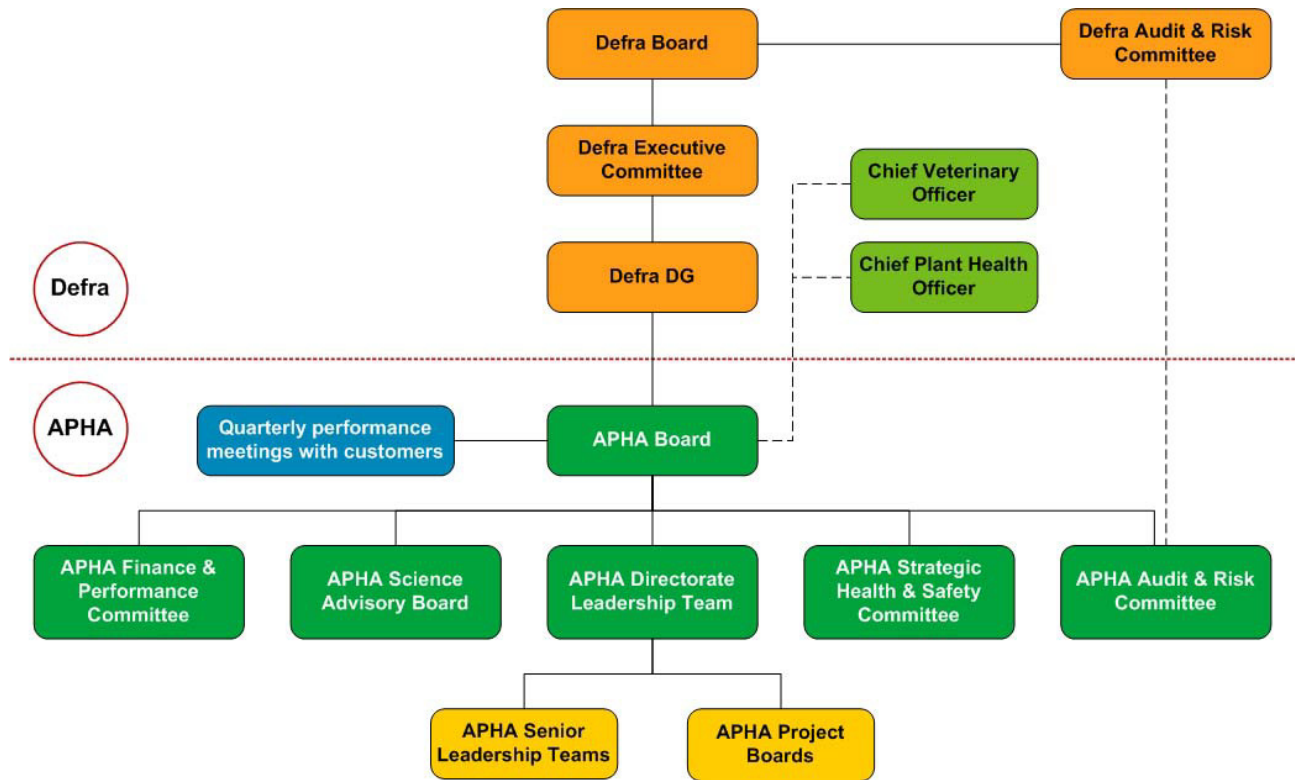 Defra Board
Defra Audit & Risk
Committee
Defra Executive
Committee
Chief Veterinary
Officer
Defra
Defra DG
Chief Plant Health
Officer
APHA
Quarterly performance
meetings with customers
APHA Board
APHA Finance &
Performance
Committee
APHA Science
Advisory Board
APHA Directorate
Leadership Team
APHA Strategic
Health & Safety
Committee
APHA Audit & Risk
Committee
APHA Senior
Leadership Teams
APHA Project
Boards